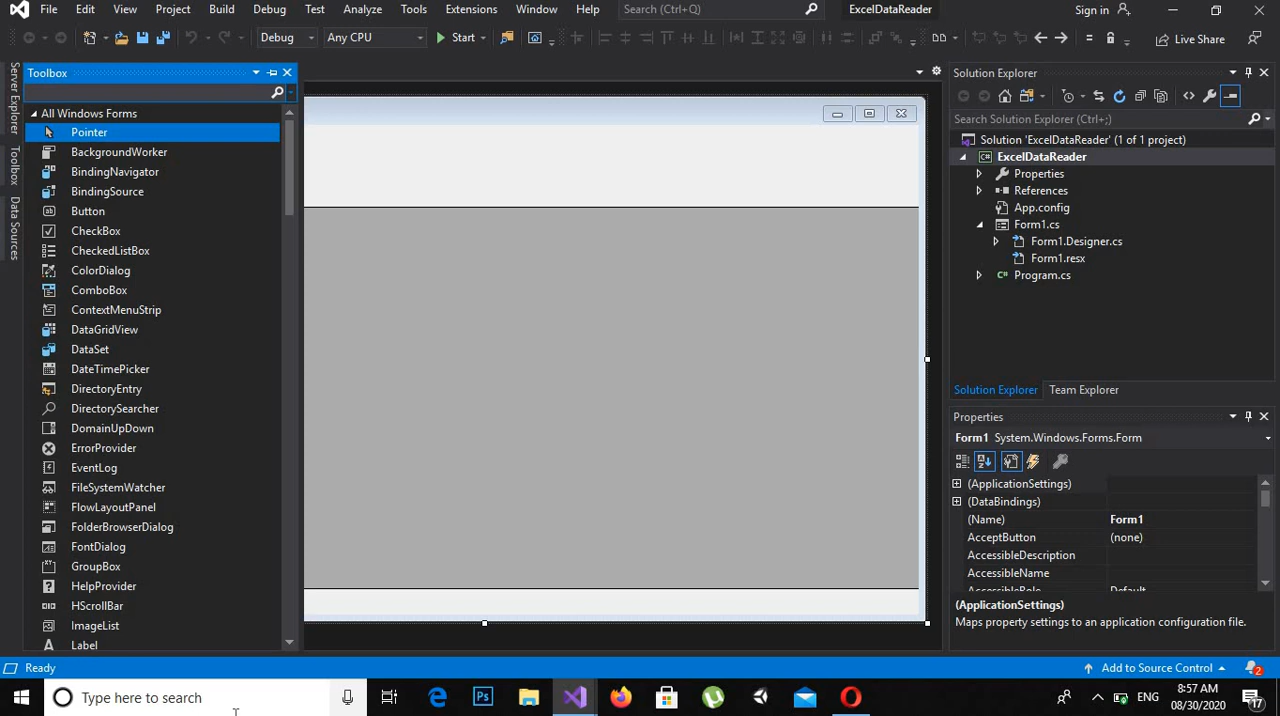 File Edit View Project Build Debug Test Analyze Tools Extensions Window Help Search (Ctrl+Q) ExcelDataReader Sign in
Debug Any CPU Start Live Share
Server Explorer
Toolbox
Data Sources
Toolbox
All Windows Forms
Pointer
BackgroundWorker
BindingNavigator
BindingSource
Button
CheckBox
CheckedListBox
ColorDialog
ComboBox
ContextMenuStrip
DataGridView
DataSet
DateTimePicker
DirectoryEntry
DirectorySearcher
DomainUpDown
ErrorProvider
EventLog
FileSystemWatcher
FlowLayoutPanel
FolderBrowserDialog
FontDialog
GroupBox
HelpProvider
HScrollBar
ImageList
Label
Solution Explorer
Search Solution Explorer (Ctrl+;)
Solution 'ExcelDataReader' (1 of 1 project)
ExcelDataReader
Properties
References
App.config
Form1.cs
Form1.Designer.cs
Form1.resx
Program.cs
Solution Explorer Team Explorer
Properties
Form1 System.Windows.Forms.Form
(ApplicationSettings)
(DataBindings)
(Name) Form1
AcceptButton (none)
AccessibleDescription
AccessibleName
AccessibleRole Default
(ApplicationSettings)
Maps property settings to an application configuration file.
Ready Add to Source Control 2
Type here to search Ps ENG 8:57 AM
08/30/2020 17